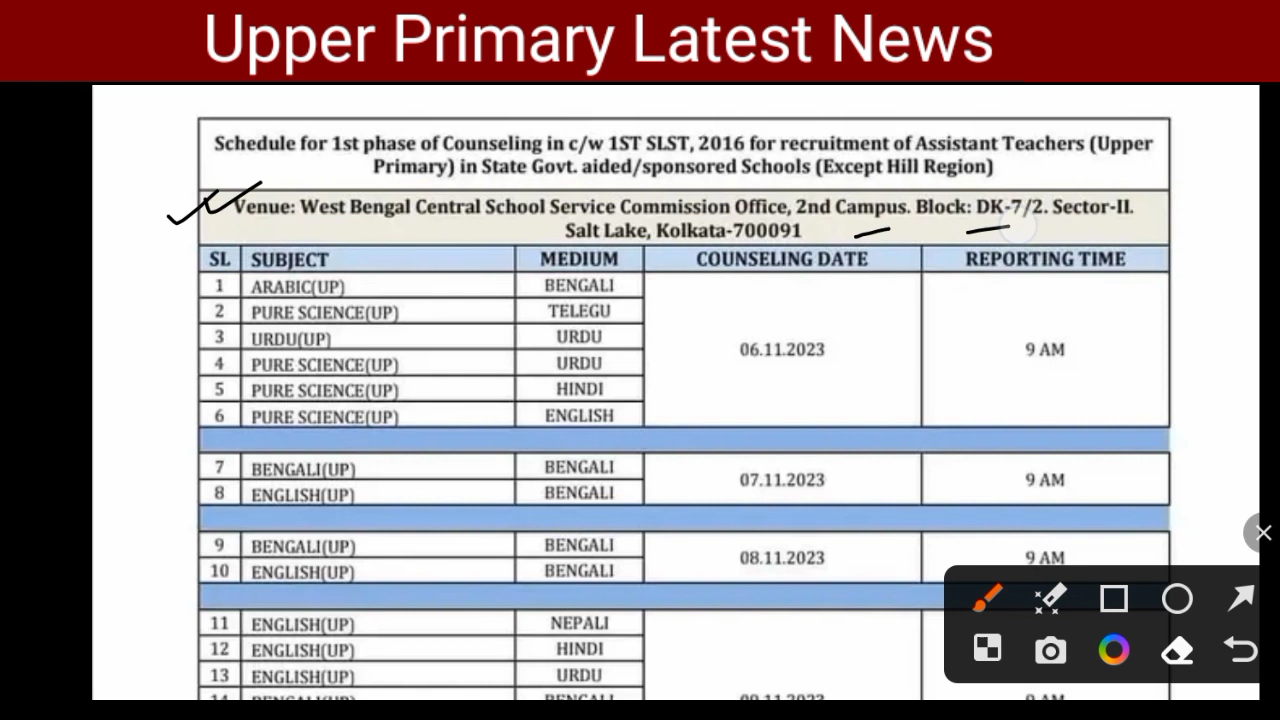 Upper Primary Latest News
Schedule for 1st phase of Counseling in c/w 1ST SLST, 2016 for recruitment of Assistant Teachers (Upper
Primary) in State Govt. aided/sponsored Schools (Except Hill Region)
Venue: West Bengal Central School Service Commission Office, 2nd Campus. Block: DK-7/2. Sector-II.
Salt Lake, Kolkata-700091
SL SUBJECT MEDIUM COUNSELING DATE REPORTING TIME
1 ARABIC(UP) BENGALI
2 PURE SCIENCE(UP) TELEGU
3 URDU(UP) URDU
06.11.2023 9 AM
4 PURE SCIENCE(UP) URDU
5 PURE SCIENCE(UP) HINDI
6 PURE SCIENCE(UP) ENGLISH
7 BENGALI(UP) BENGALI
07.11.2023 9 AM
8 ENGLISH(UP) BENGALI
9 BENGALI(UP) BENGALI
08.11.2023 9 AM
10 ENGLISH(UP) BENGALI
11 ENGLISH(UP) NEPALI
12 ENGLISH(UP) HINDI
13 ENGLISH(UP) URDU